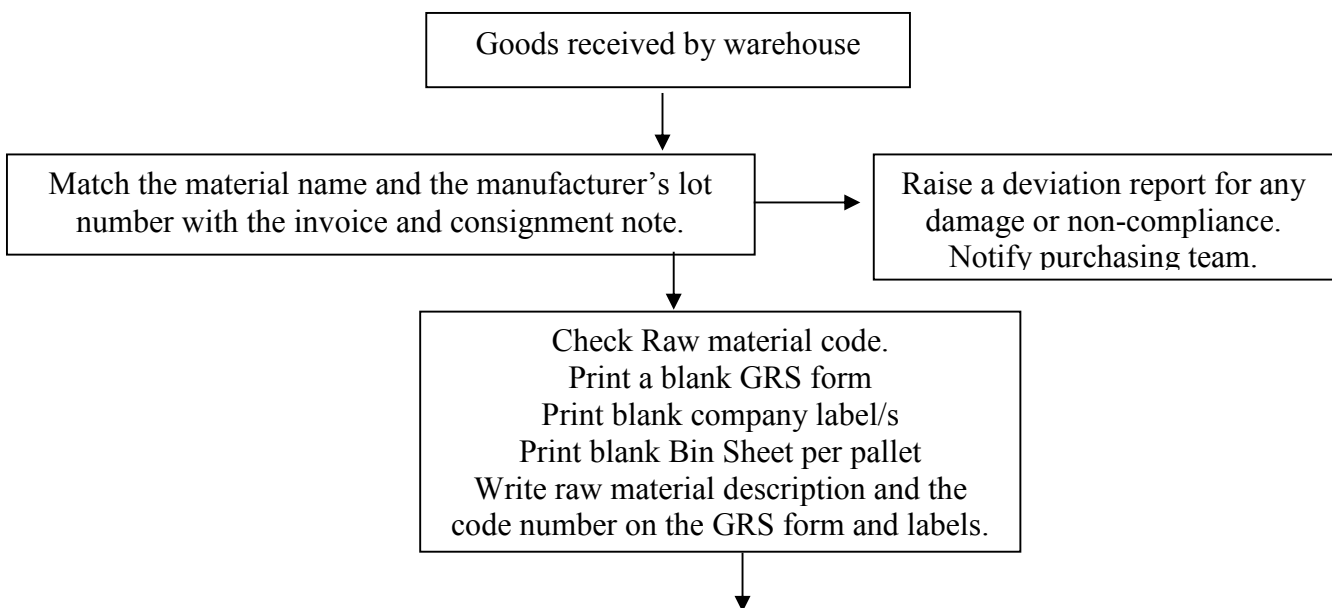 Goods received by warehouse
Match the material name and the manufacturer’s lot
number with the invoice and consignment note.
Raise a deviation report for any
damage or non-compliance.
Notify purchasing team.
Check Raw material code.
Print a blank GRS form
Print blank company label/s
Print blank Bin Sheet per pallet
Write raw material description and the
code number on the GRS form and labels.